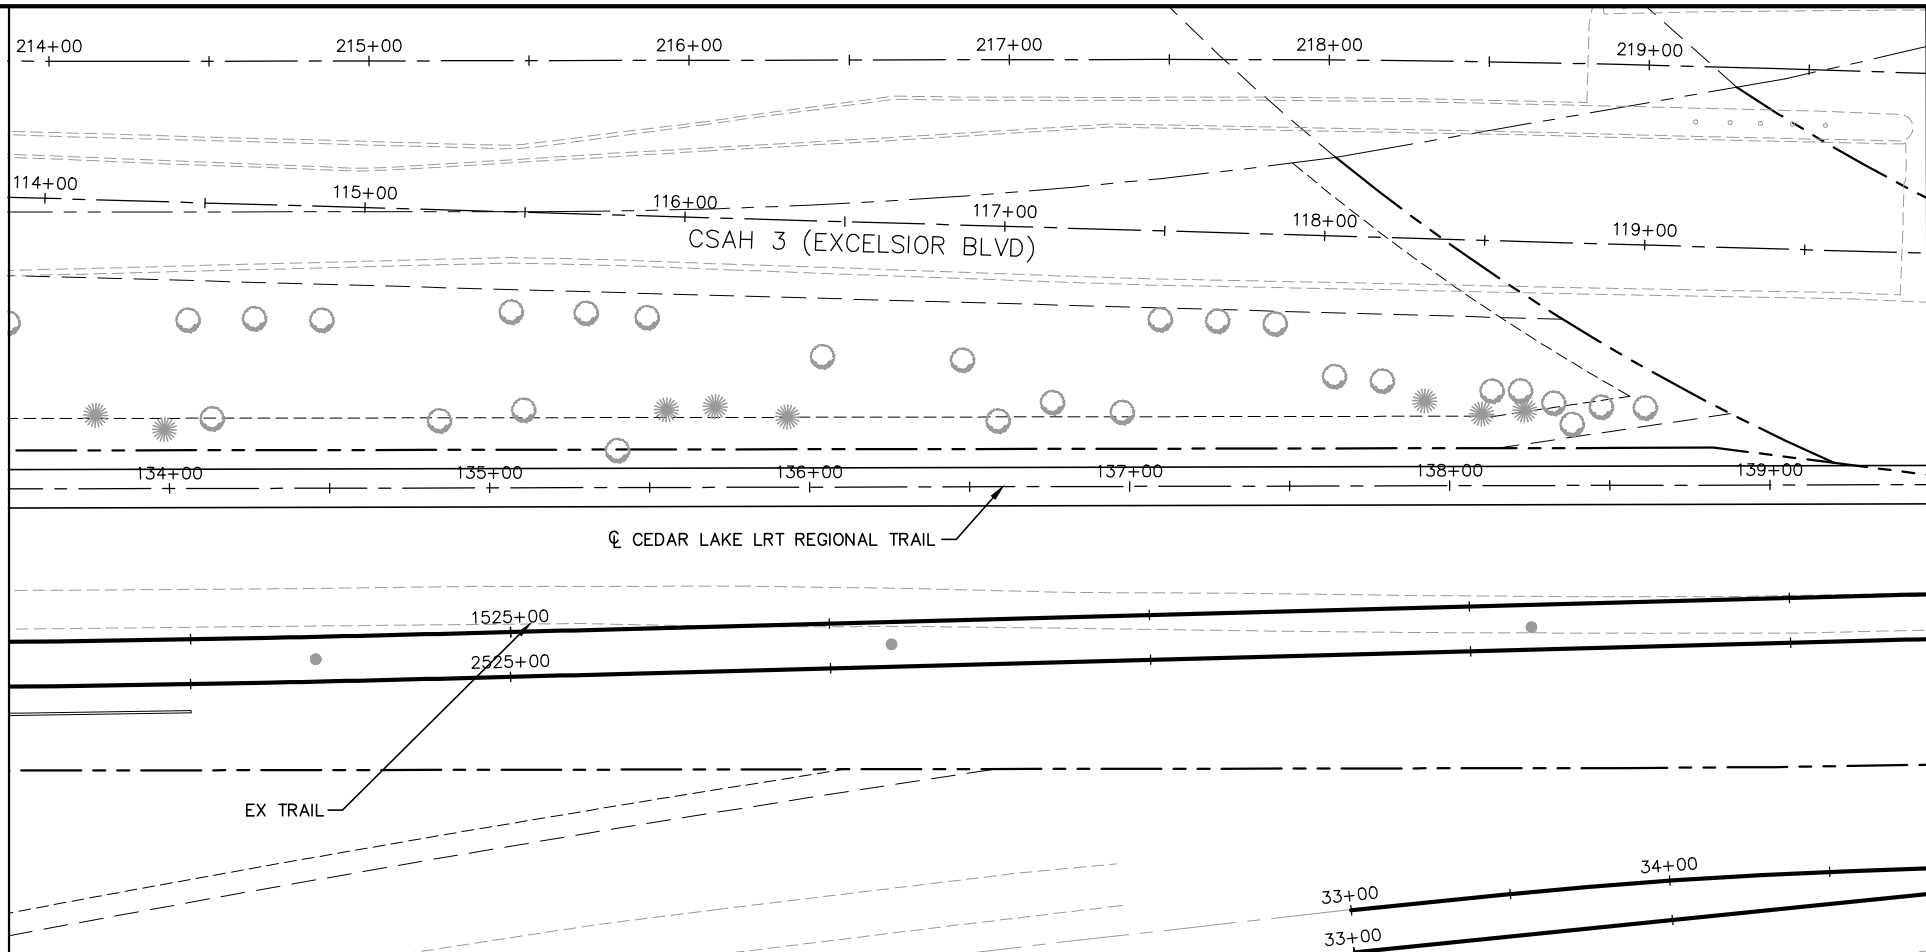 214+00 215+00 216+00 217+00 218+00 219+00
114+00 115+00 116+00 117+00 118+00 119+00
CSAH 3 (EXCELSIOR BLVD)
134+00 135+00 136+00 137+00 138+00 139+00
℄ CEDAR LAKE LRT REGIONAL TRAIL
1525+00
2525+00
EX TRAIL
33+00 34+00
33+00